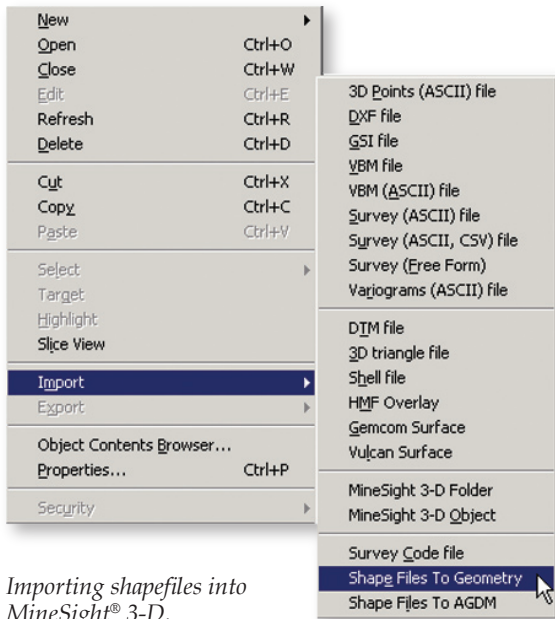 New
Open Ctrl+O
Close Ctrl+W
Edit Ctrl+E
Refresh Ctrl+R
Delete Ctrl+D
Cut Ctrl+X
Copy Ctrl+C
Paste Ctrl+V
Select
Target
Highlight
Slice View
Import
Export
Object Contents Browser...
Properties... Ctrl+P
Security
3D Points (ASCII) file
DXF file
GSI file
VBM file
VBM (ASCII) file
Survey (ASCII) file
Survey (ASCII, CSV) file
Survey (Free Form)
Variograms (ASCII) file
DTM file
3D triangle file
Shell file
HMF Overlay
Gemcom Surface
Vulcan Surface
MineSight 3-D Folder
MineSight 3-D Object
Survey Code file
Shape Files To Geometry
Shape Files To AGDM
Importing shapefiles into
MineSight® 3-D.